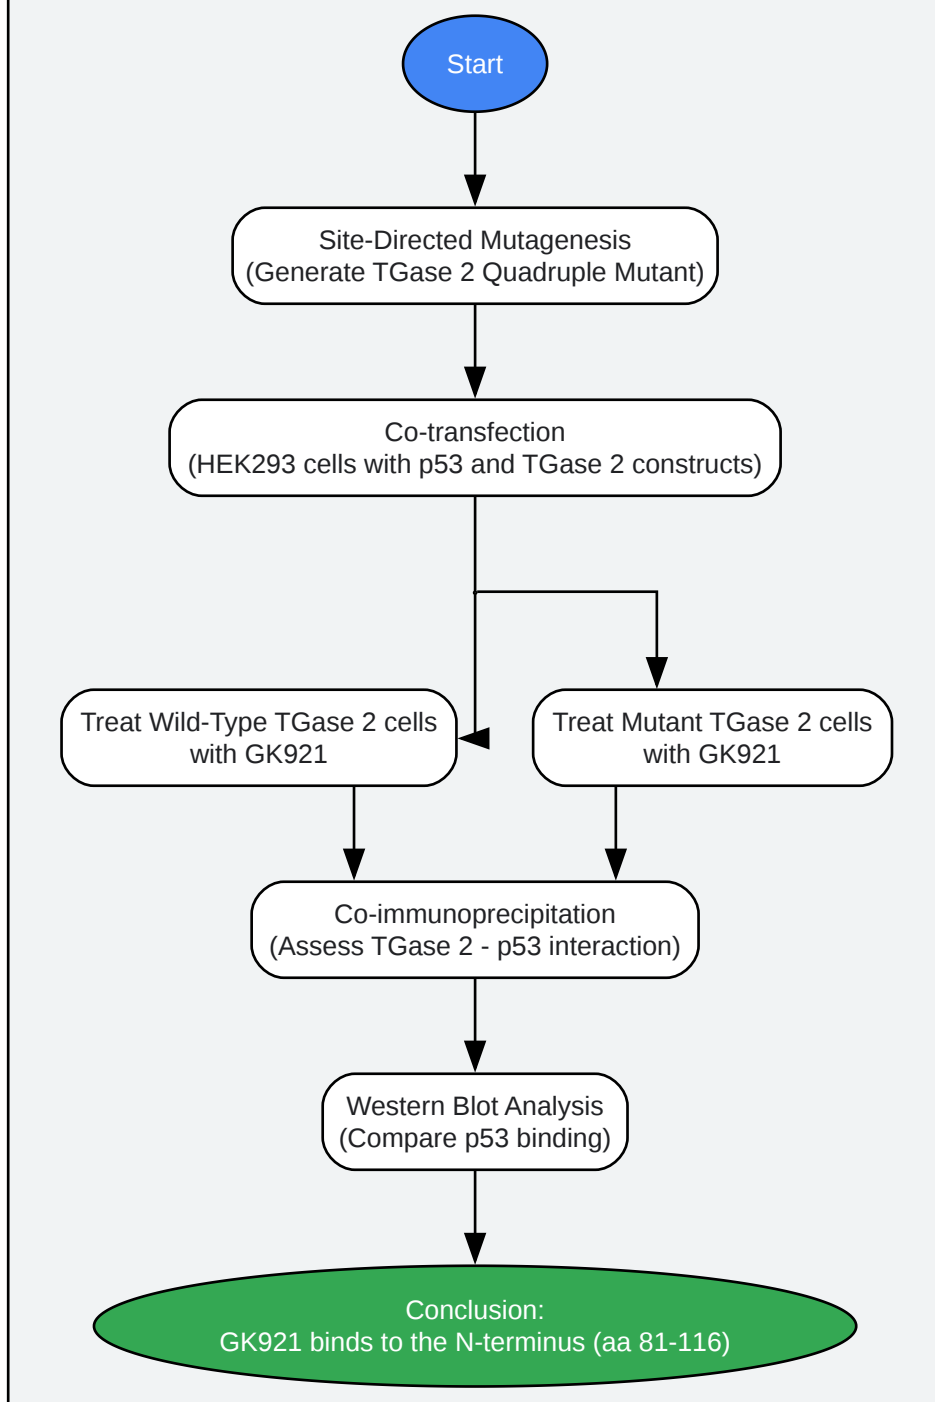 Start
Site-Directed Mutagenesis
(Generate TGase 2 Quadruple Mutant)
Co-transfection
(HEK293 cells with p53 and TGase 2 constructs)
Treat Wild-Type TGase 2 cells
with GK921
Treat Mutant TGase 2 cells
with GK921
Co-immunoprecipitation
(Assess TGase 2 - p53 interaction)
Western Blot Analysis
(Compare p53 binding)
Conclusion:
GK921 binds to the N-terminus (aa 81-116)